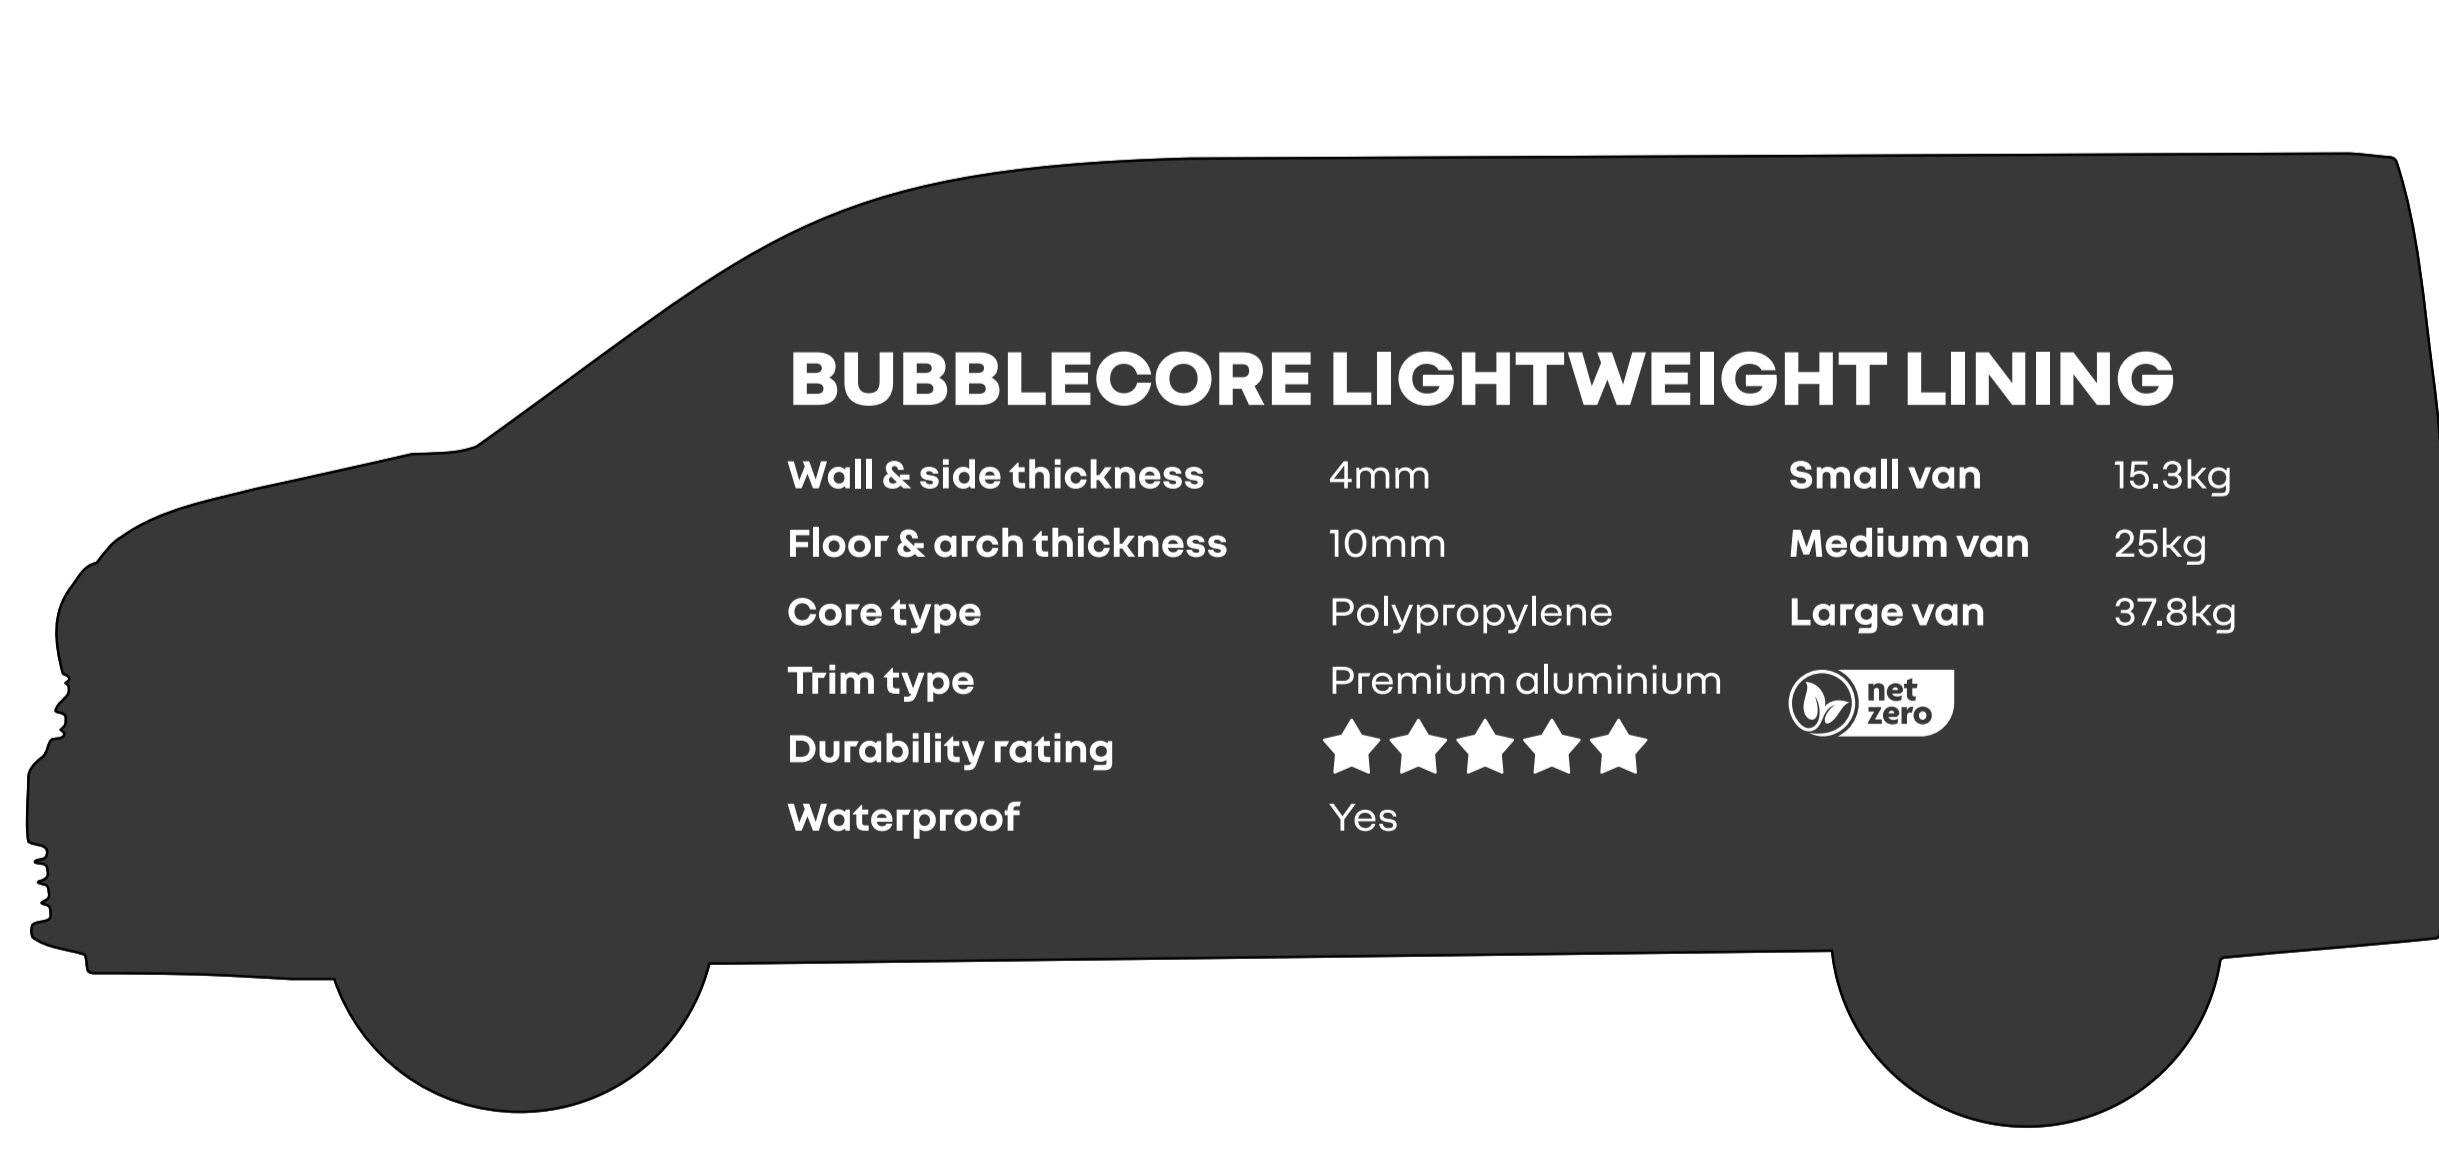 BUBBLECORE LIGHTWEIGHT LINING
Wall & side thickness 4mm
Floor & arch thickness 10mm
Core type Polypropylene
Trim type Premium aluminium
Durability rating
Waterproof Yes
Small van 15.3kg
Medium van 25kg
Large van 37.8kg
net
zero